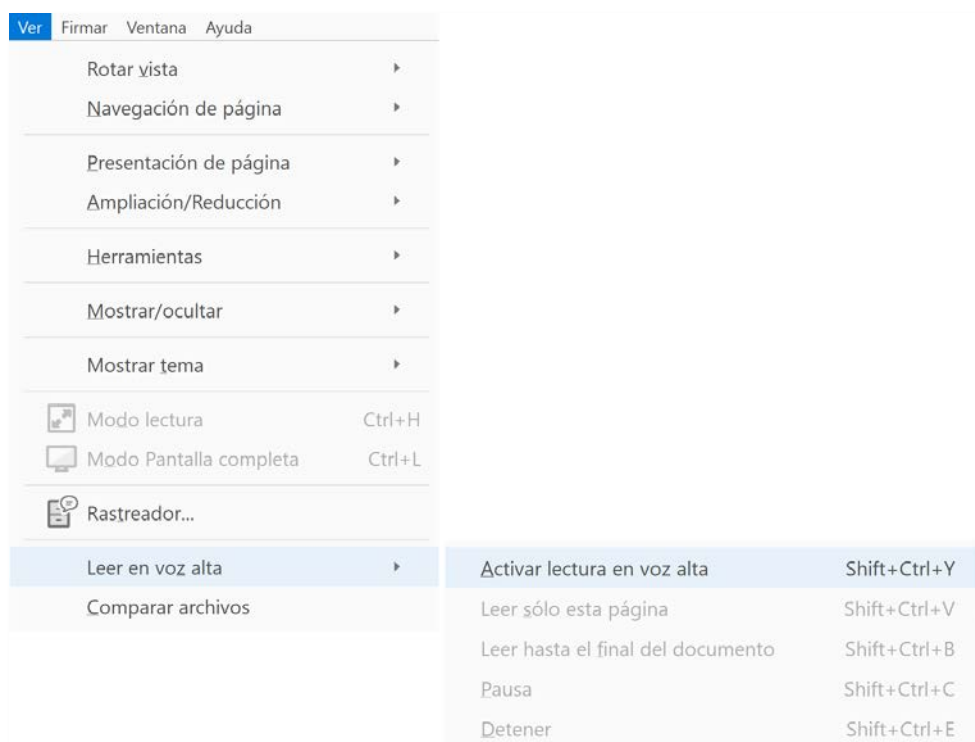 Ver Firmar Ventana Ayuda
Rotar vista
Navegación de página
Presentación de página
Ampliación/Reducción
Herramientas
Mostrar/ocultar
Mostrar tema
Modo lectura Ctrl+H
Modo Pantalla completa Ctrl+L
Rastreador...
Leer en voz alta
Comparar archivos
Activar lectura en voz alta Shift+Ctrl+Y
Leer sólo esta página Shift+Ctrl+V
Leer hasta el final del documento Shift+Ctrl+B
Pausa Shift+Ctrl+C
Detener Shift+Ctrl+E